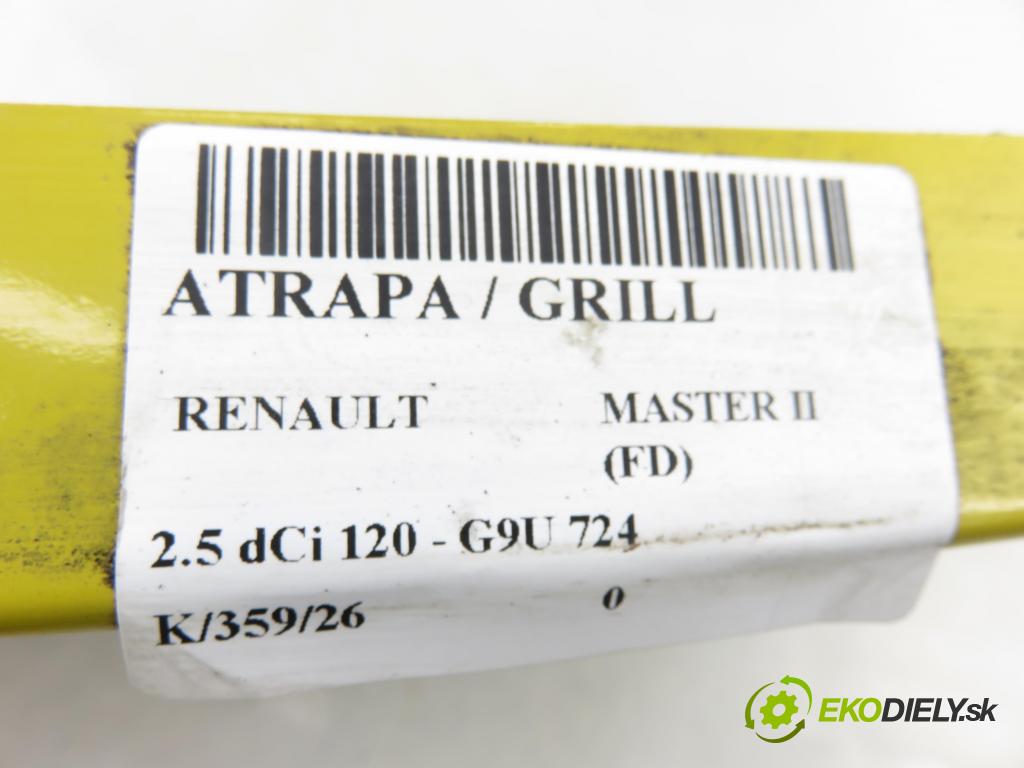 ATRAPA / GRILL
RENAULT MASTER II
(FD)
2.5 dCi 120 - G9U 724
K/359/26 0
EKODIELY.sk